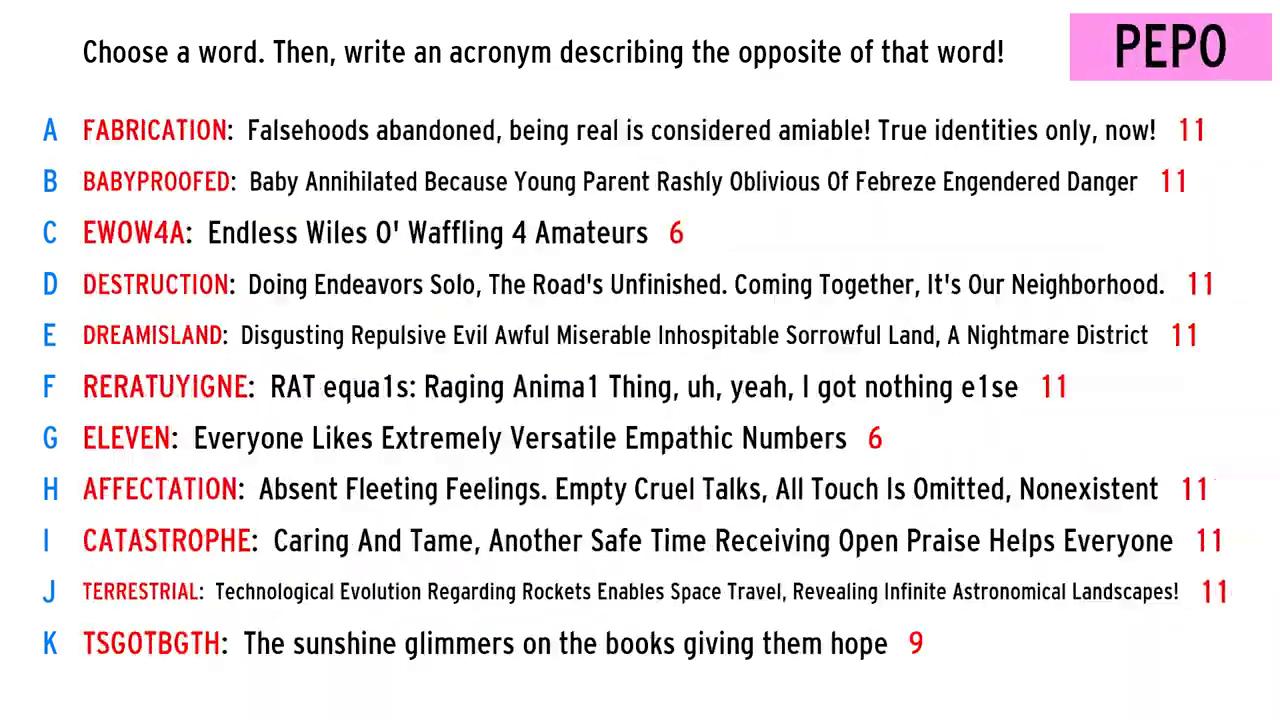 Choose a word. Then, write an acronym describing the opposite of that word!
PEPO
A FABRICATION: Falsehoods abandoned, being real is considered amiable! True identities only, now! 11
B BABYPROOFED: Baby Annihilated Because Young Parent Rashly Oblivious Of Febreze Engendered Danger 11
C EWOW4A: Endless Wiles O' Waffling 4 Amateurs 6
D DESTRUCTION: Doing Endeavors Solo, The Road's Unfinished. Coming Together, It's Our Neighborhood. 11
E DREAMISLAND: Disgusting Repulsive Evil Awful Miserable Inhospitable Sorrowful Land, A Nightmare District 11
F RERATUYIGNE: RAT equa1s: Raging Anima1 Thing, uh, yeah, I got nothing e1se 11
G ELEVEN: Everyone Likes Extremely Versatile Empathic Numbers 6
H AFFECTATION: Absent Fleeting Feelings. Empty Cruel Talks, All Touch Is Omitted, Nonexistent 11
I CATASTROPHE: Caring And Tame, Another Safe Time Receiving Open Praise Helps Everyone 11
J TERRESTRIAL: Technological Evolution Regarding Rockets Enables Space Travel, Revealing Infinite Astronomical Landscapes! 11
K TSGOTBGTH: The sunshine glimmers on the books giving them hope 9